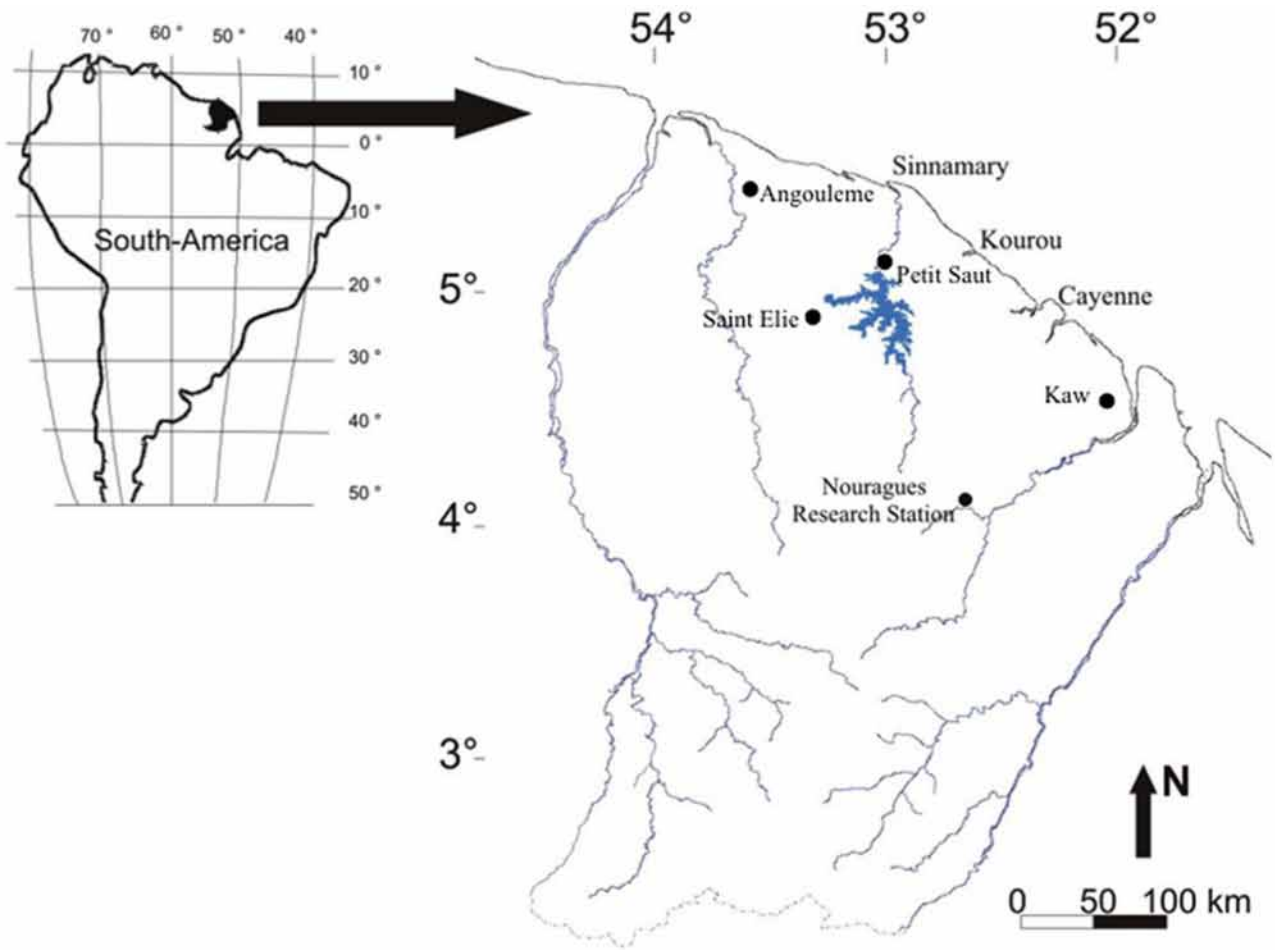 70° 60° 50° 40°
10°
0°
10°
20°
30°
40°
50°
South-America
54° 53° 52°
5°
4°
3°
Sinnamary
Angouleme
Kourou
Petit Saut
Cayenne
Saint Elie
Kaw
Nouragues
Research Station
N
0 50 100 km